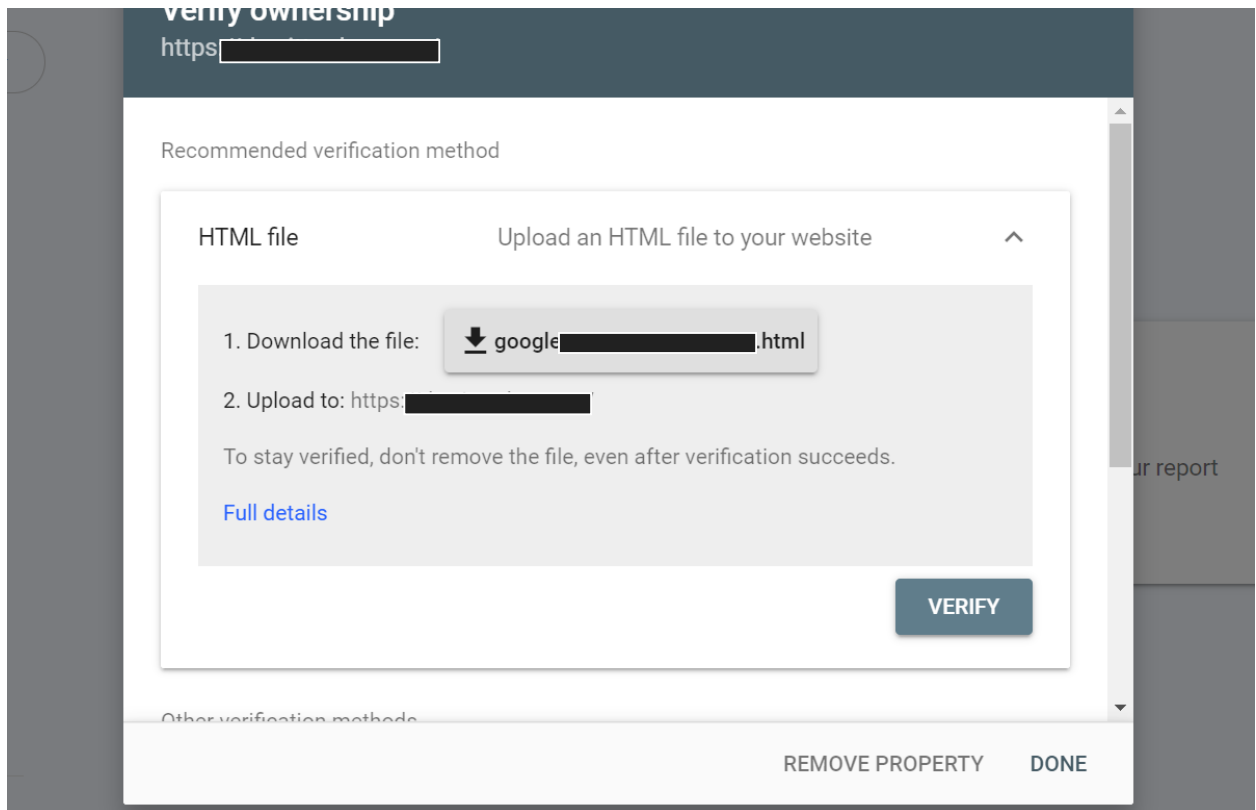 Verify ownership
https
Recommended verification method
HTML file Upload an HTML file to your website
1. Download the file: google .html
2. Upload to: https:
To stay verified, don't remove the file, even after verification succeeds.
ur report
Full details
VERIFY
Other verification methods
REMOVE PROPERTY DONE